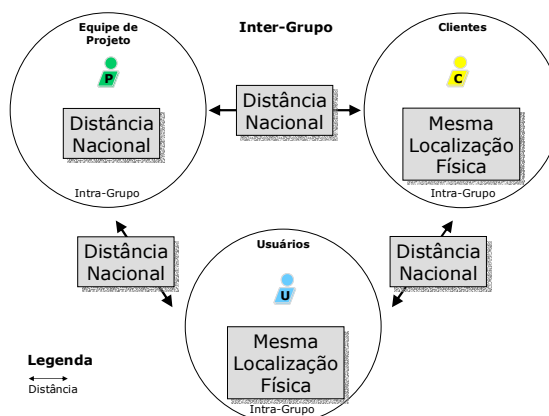 Equipe de
Projeto
Inter-Grupo
Clientes
P
C
Distância
Nacional
Distância
Nacional
Mesma
Localização
Física
Intra-Grupo
Intra-Grupo
Distância
Nacional
Usuários
Distância
Nacional
U
Mesma
Localização
Física
Intra-Grupo
Legenda
Distância